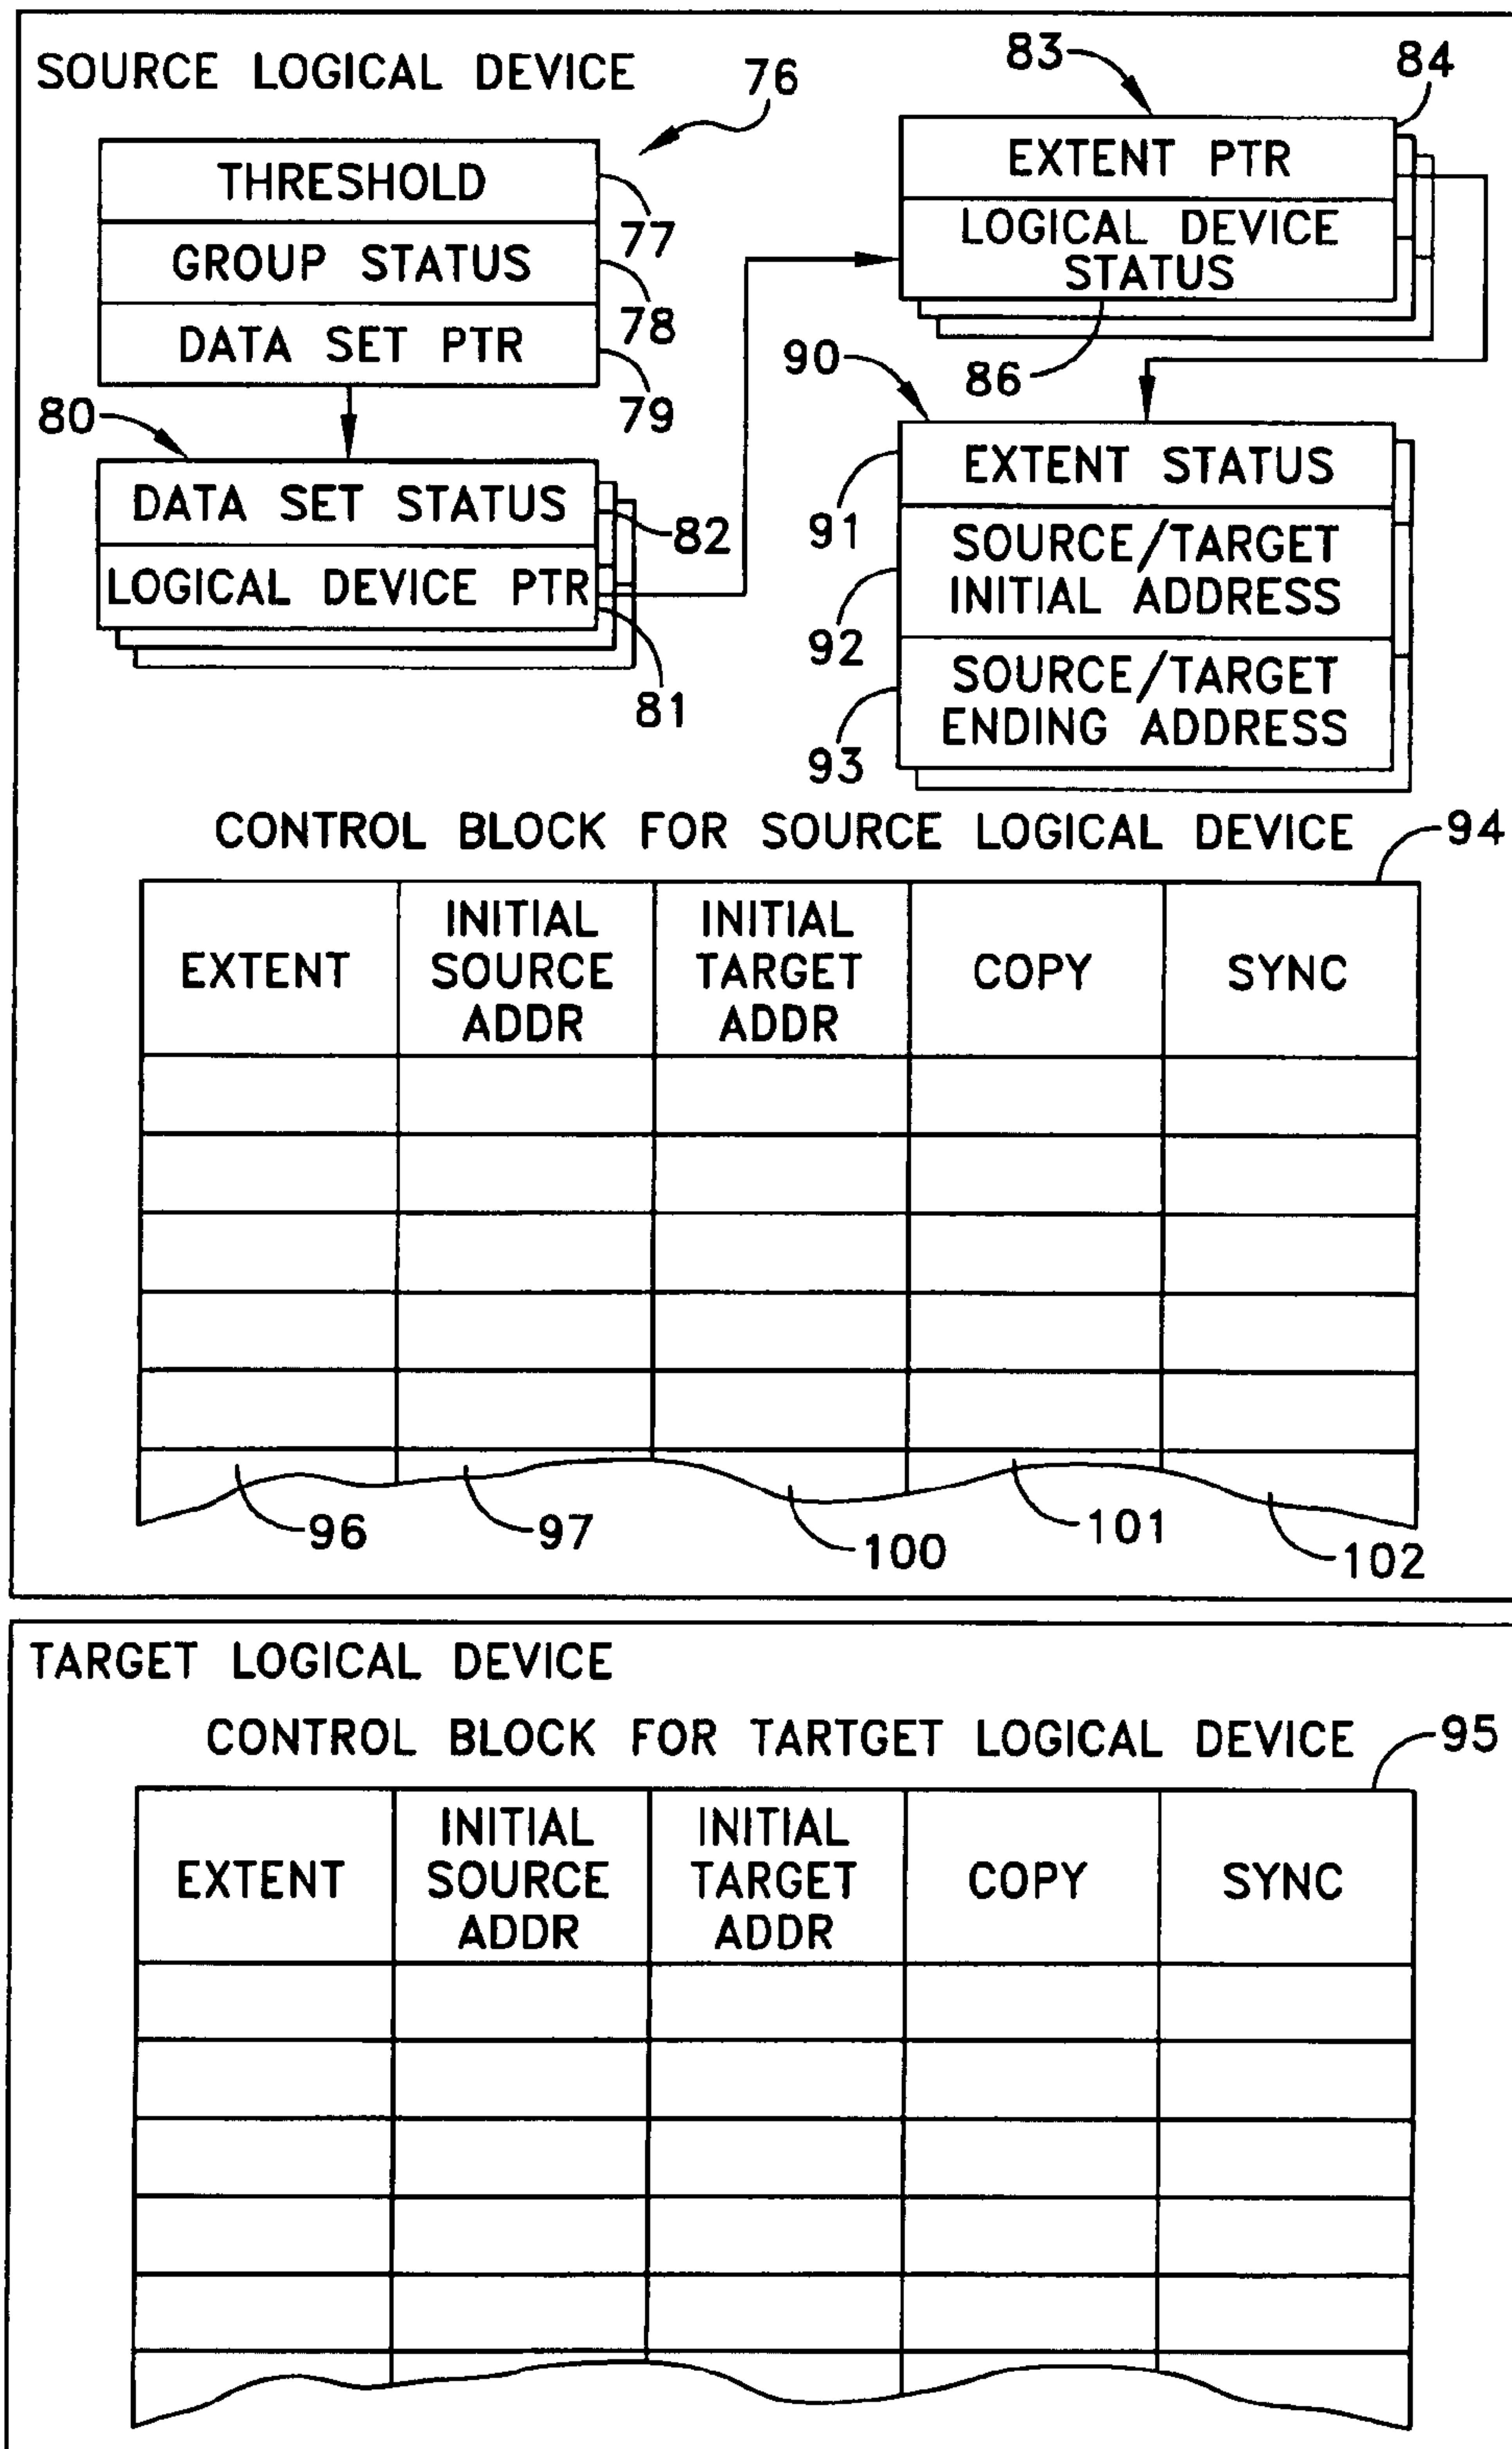 SOURCE LOGICAL DEVICE
76
THRESHOLD
77
GROUP STATUS
78
DATA SET PTR
79
80
DATA SET STATUS
82
LOGICAL DEVICE PTR
81
83
84
EXTENT PTR
LOGICAL DEVICE
STATUS
86
90
EXTENT STATUS
91
SOURCE/TARGET
INITIAL ADDRESS
92
SOURCE/TARGET
ENDING ADDRESS
93
CONTROL BLOCK FOR SOURCE LOGICAL DEVICE
94
EXTENT
INITIAL
SOURCE
ADDR
INITIAL
TARGET
ADDR
COPY
SYNC
96
97
100
101
102
TARGET LOGICAL DEVICE
CONTROL BLOCK FOR TARTGET LOGICAL DEVICE
95
EXTENT
INITIAL
SOURCE
ADDR
INITIAL
TARGET
ADDR
COPY
SYNC